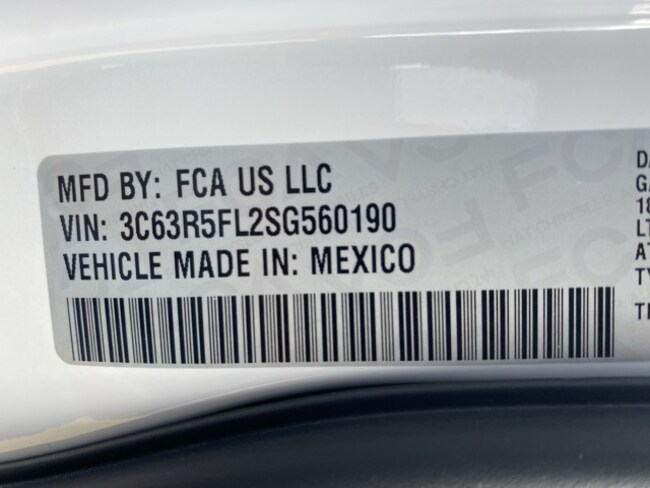 MFD BY: FCA US LLC
VIN: 3C63R5FL2SG560190
VEHICLE MADE IN: MEXICO